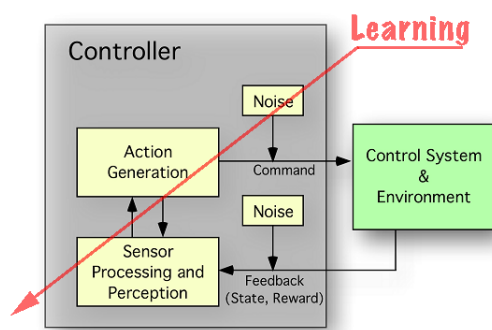 Learning
Controller
Noise
Action
Generation
Command
Control System
&
Environment
Noise
Sensor
Processing and
Perception
Feedback
(State, Reward)